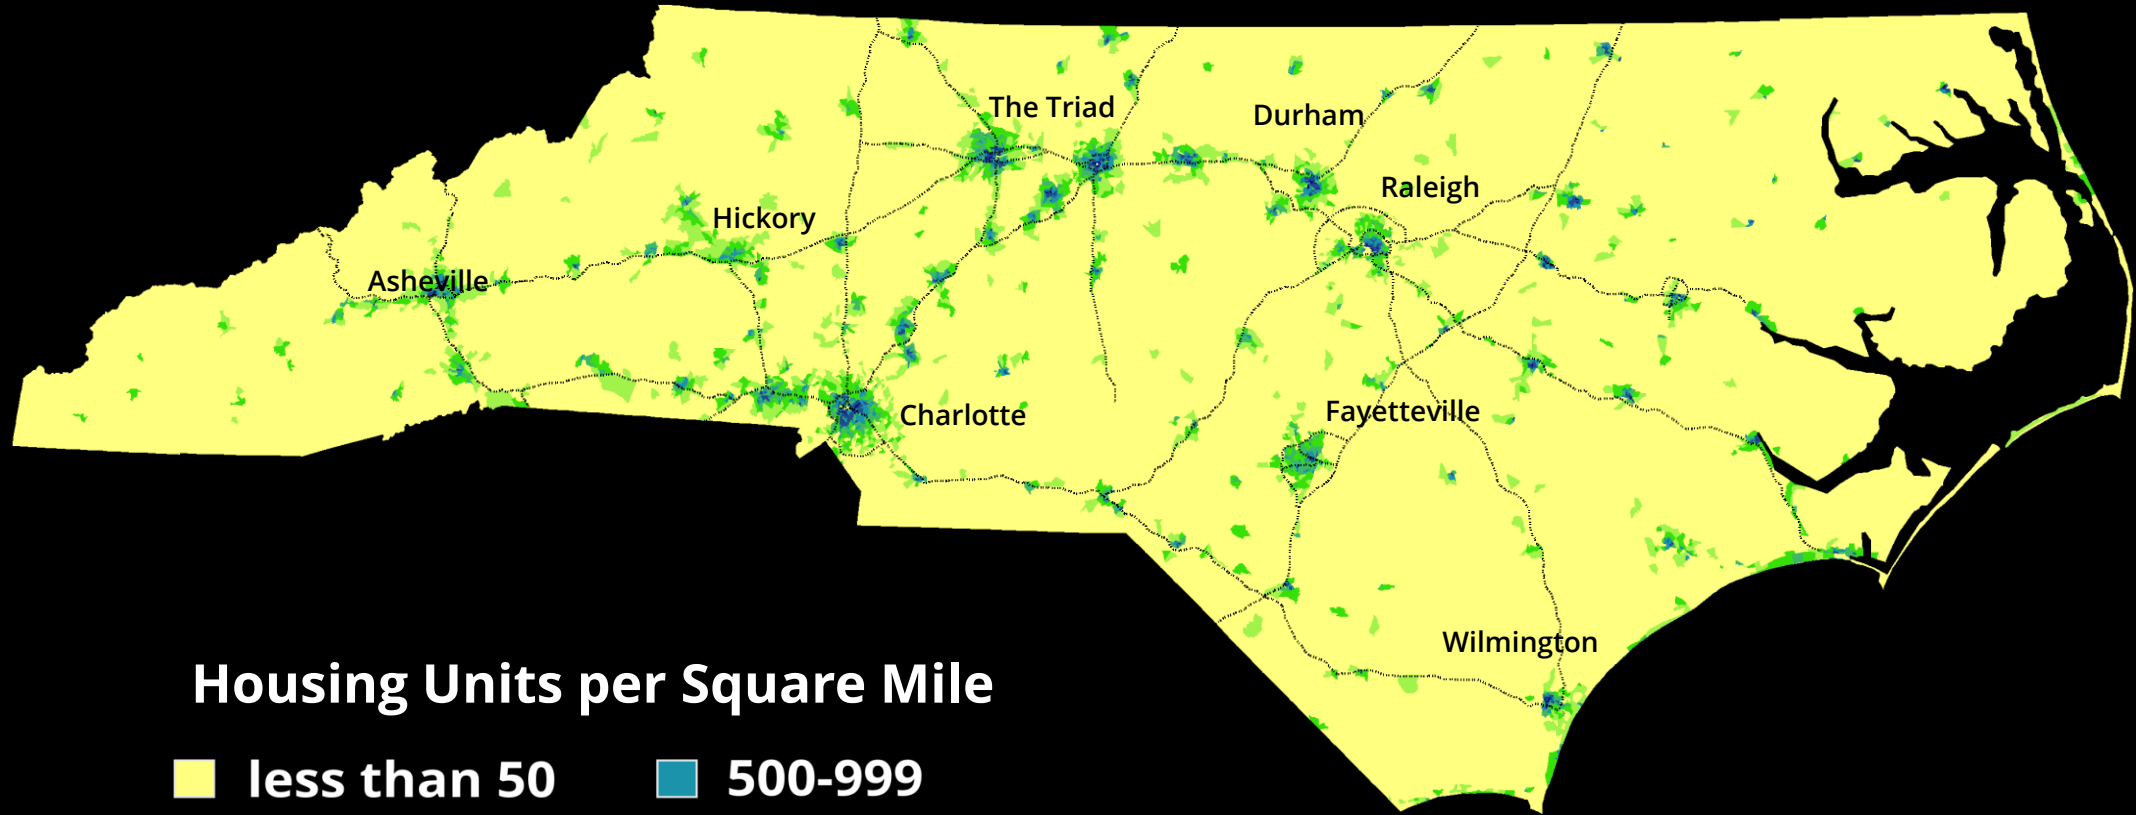 The Triad
Durham
Raleigh
Hickory
Asheville
Charlotte
Fayetteville
Wilmington
Housing Units per Square Mile
less than 50
500-999